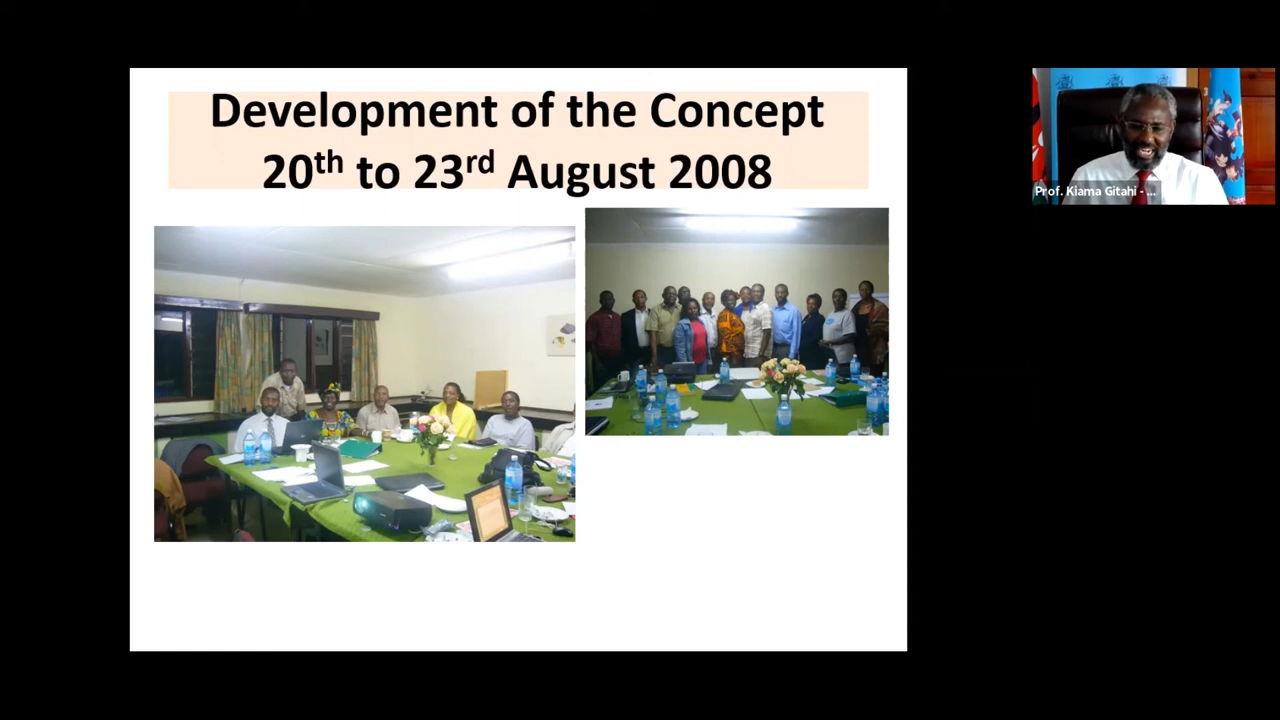 Development of the Concept
20th to 23rd August 2008
Prof. Kiama Gitahi - ...